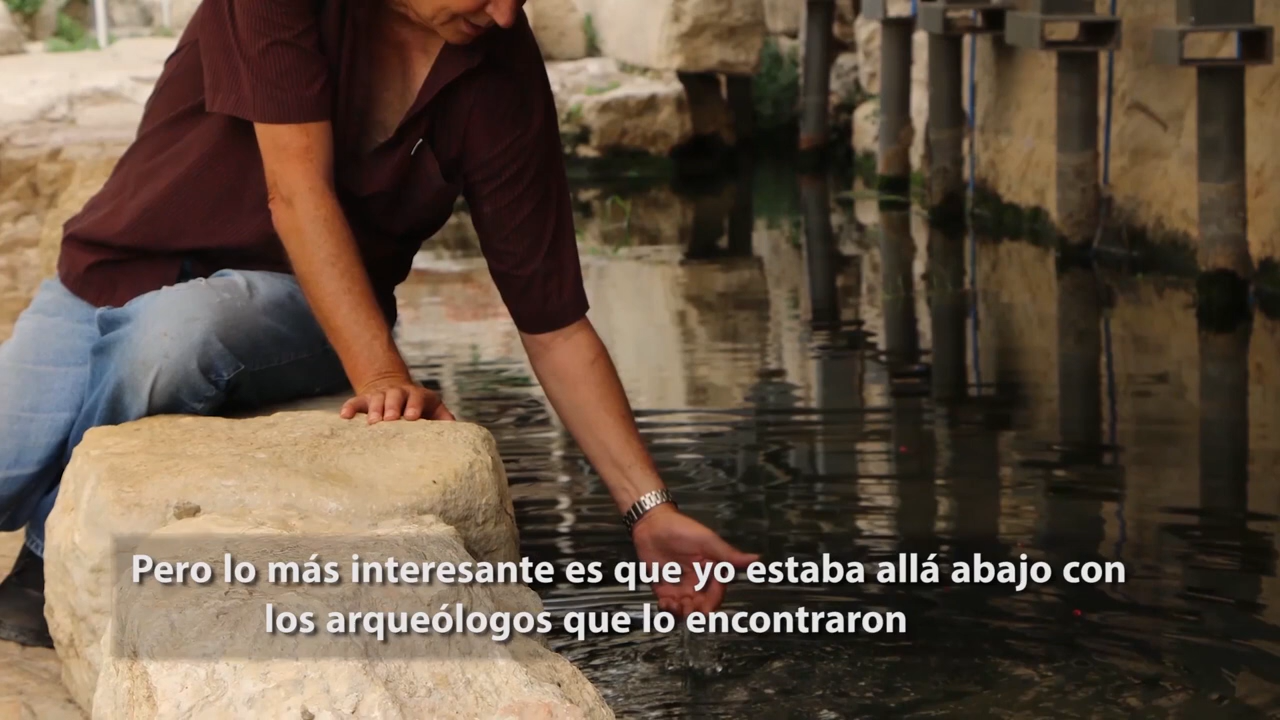 Pero lo más interesante es que yo estaba allá abajo con
los arqueólogos que lo encontraron